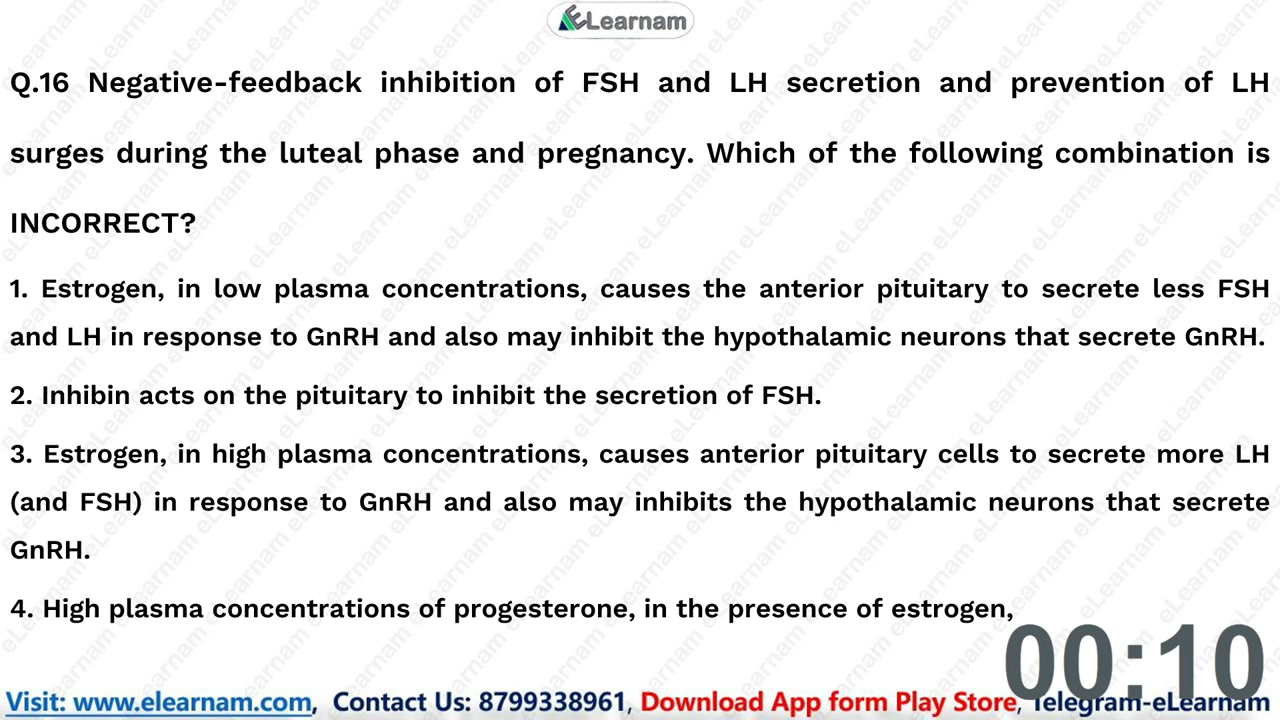 ELearnam
Q.16 Negative-feedback inhibition of FSH and LH secretion and prevention of LH
surges during the luteal phase and pregnancy. Which of the following combination is
INCORRECT?
1. Estrogen, in low plasma concentrations, causes the anterior pituitary to secrete less FSH
and LH in response to GnRH and also may inhibit the hypothalamic neurons that secrete GnRH.
2. Inhibin acts on the pituitary to inhibit the secretion of FSH.
3. Estrogen, in high plasma concentrations, causes anterior pituitary cells to secrete more LH
(and FSH) in response to GnRH and also may inhibits the hypothalamic neurons that secrete
GnRH.
4. High plasma concentrations of progesterone, in the presence of estrogen,
00:10
Visit: www.elearnam.com, Contact Us: 8799338961, Download App form Play Store, Telegram-eLearnam